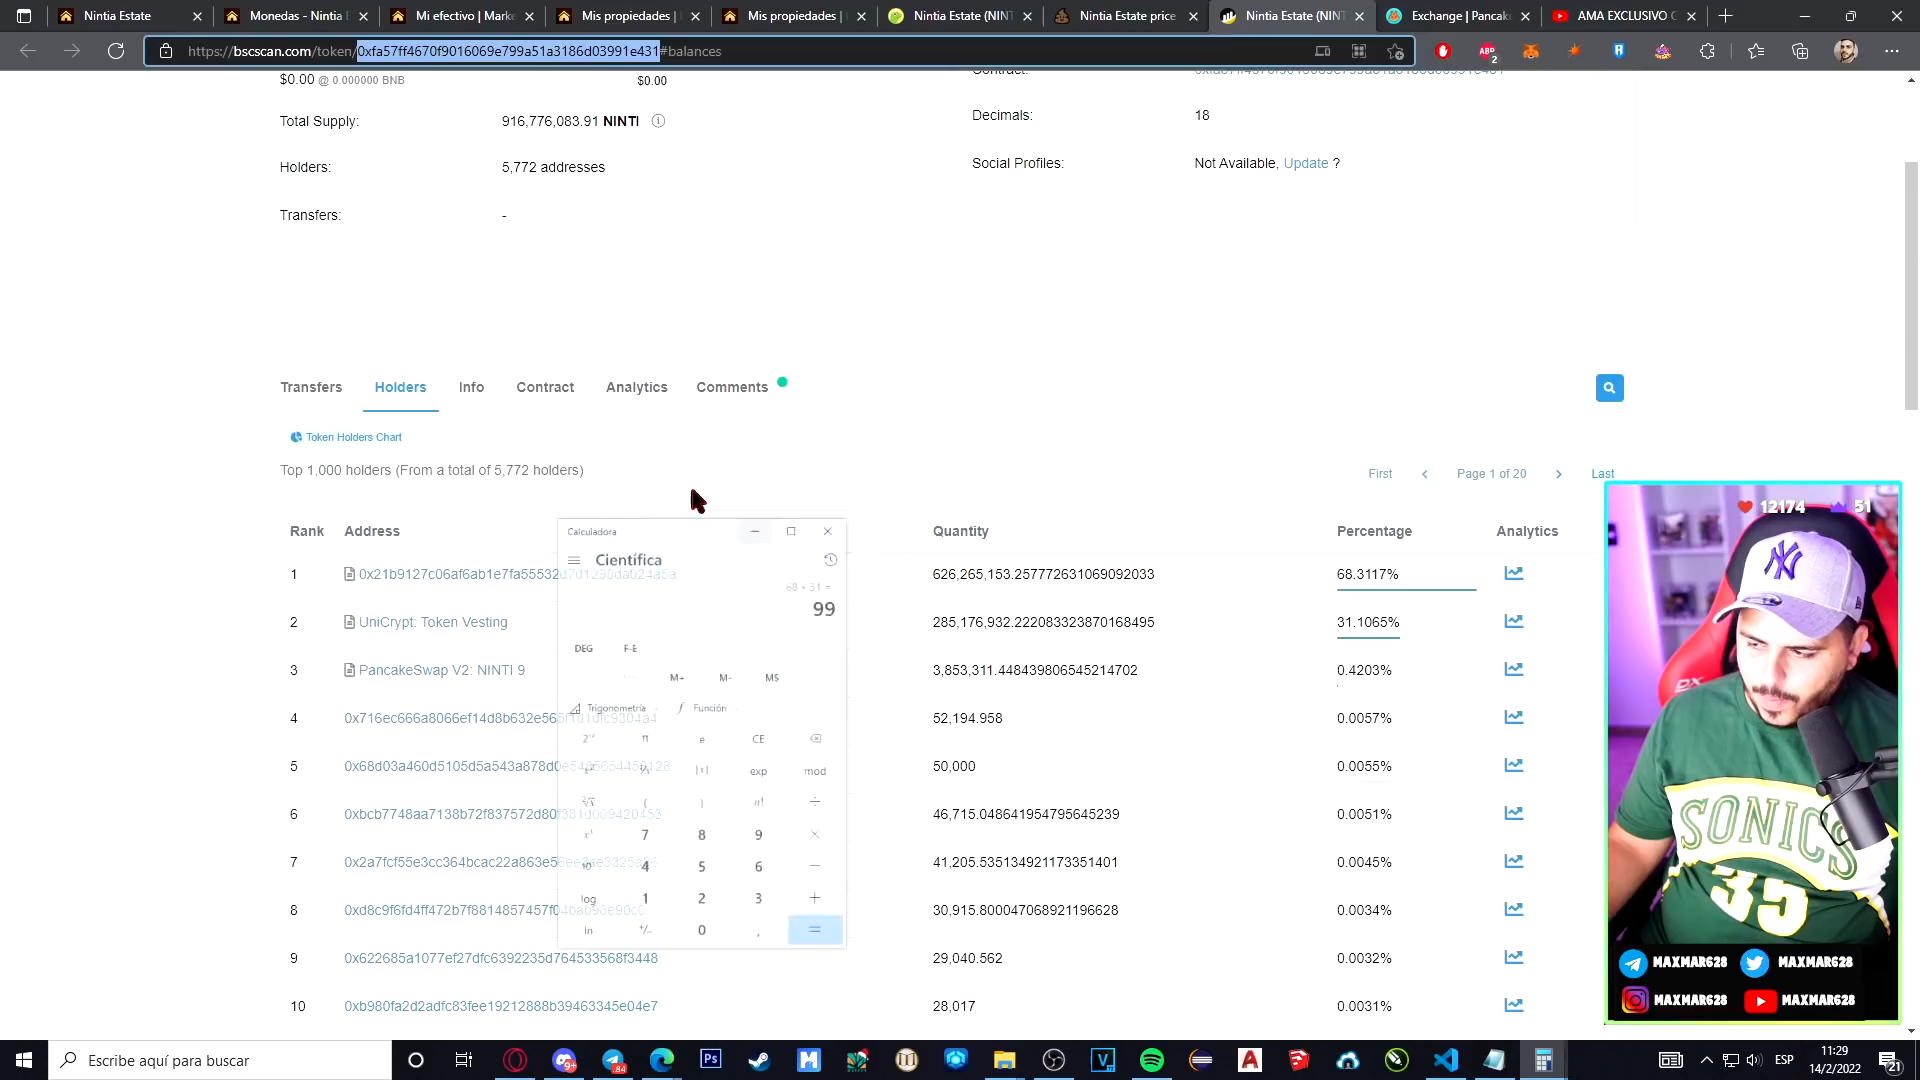 Nintia Estate
Monedas - Nintia E
Mi efectivo | Marke
Mis propiedades |
Mis propiedades |
Nintia Estate (NINT
Nintia Estate price
Nintia Estate (NINT
Exchange | Pancak
AMA EXCLUSIVO
https://bscscan.com/token/0xfa57ff4670f9016069e799a51a3186d03991e431#balances
$0.00 @ 0.000000 BNB
$0.00
Contract:
Total Supply:
916,776,083.91 NINTI
Decimals:
18
Holders:
5,772 addresses
Social Profiles:
Not Available, Update ?
Transfers:
-
Transfers
Holders
Info
Contract
Analytics
Comments
Token Holders Chart
Top 1,000 holders (From a total of 5,772 holders)
First
Page 1 of 20
Last
Rank
Address
Quantity
Percentage
Analytics
1
626,265,153.257772631069092033
68.3117%
2
UniCrypt: Token Vesting
285,176,932.222083323870168495
31.1065%
3
PancakeSwap V2: NINTI 9
3,853,311.448439806545214702
0.4203%
4
52,194.958
0.0057%
5
50,000
0.0055%
6
46,715.048641954795645239
0.0051%
7
41,205.535134921173351401
0.0045%
8
30,915.800047068921196628
0.0034%
9
0x622685a1077ef27dfc6392235d764533568f3448
29,040.562
0.0032%
10
0xb980fa2d2adfc83fee19212888b39463345e04e7
28,017
0.0031%
Calculadora
Científica
68 + 31 =
99
DEG
F-E
M+
M-
MS
Trigonometría
Función
π
e
CE
exp
mod
n!
÷
7
8
9
×
4
5
6
−
log
1
2
3
+
ln
+/-
0
,
=
12174
51
NY
DX
SONICS
35
MAXMAR628
MAXMAR628
MAXMAR628
MAXMAR628
Escribe aquí para buscar
9+
84
Ps
ESP
11:29
14/2/2022
21